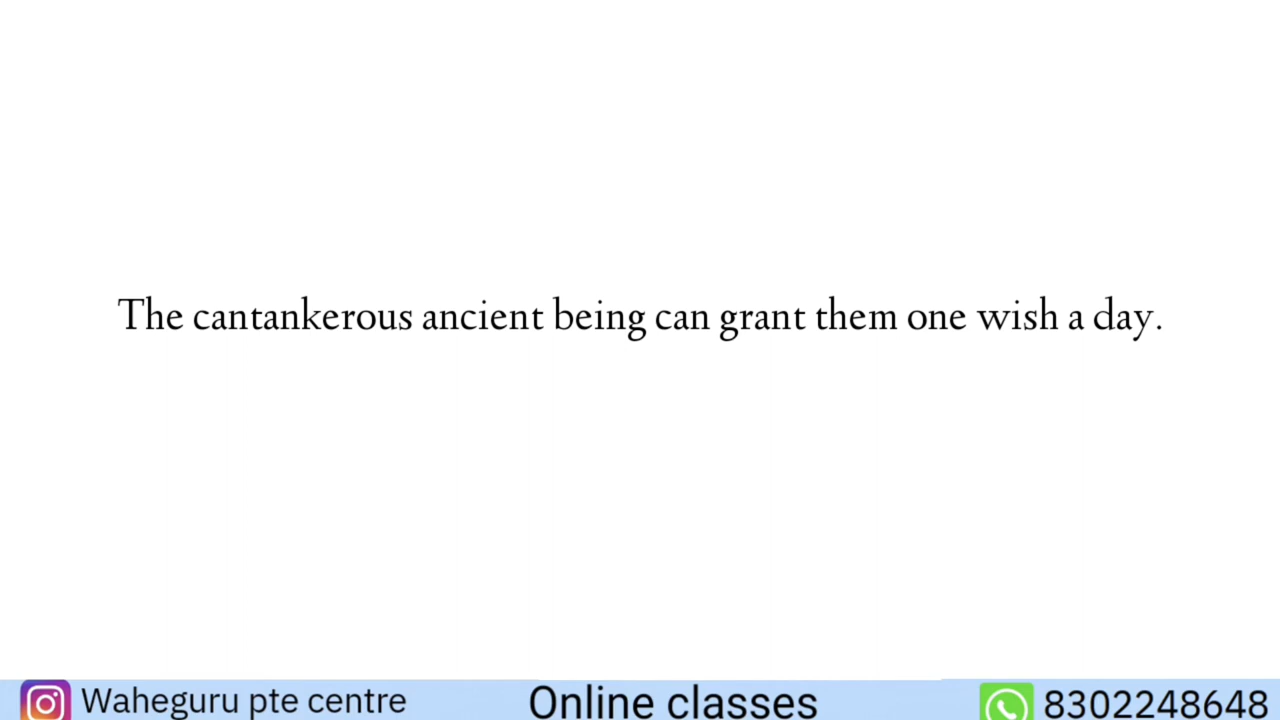 The cantankerous ancient being can grant them one wish a day.
Waheguru pte centre
Online classes
8302248648